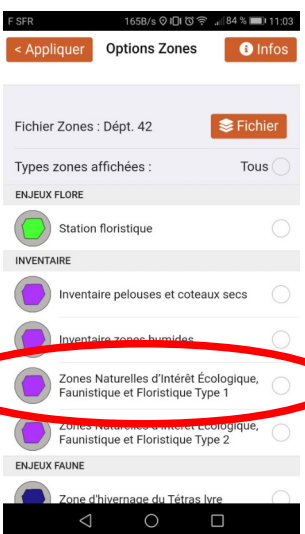 F SFR 165B/s 84 % 11:03
< Appliquer Options Zones Infos
Fichier Zones : Dépt. 42 Fichier
Types zones affichées : Tous
ENJEUX FLORE
Station floristique
INVENTAIRE
Inventaire pelouses et coteaux secs
Inventaire zones humides
Zones Naturelles d'Intérêt Écologique,
Faunistique et Floristique Type 1
Zones Naturelles d'Intérêt Écologique,
Faunistique et Floristique Type 2
ENJEUX FAUNE
Zone d'hivernage du Tétras lyre